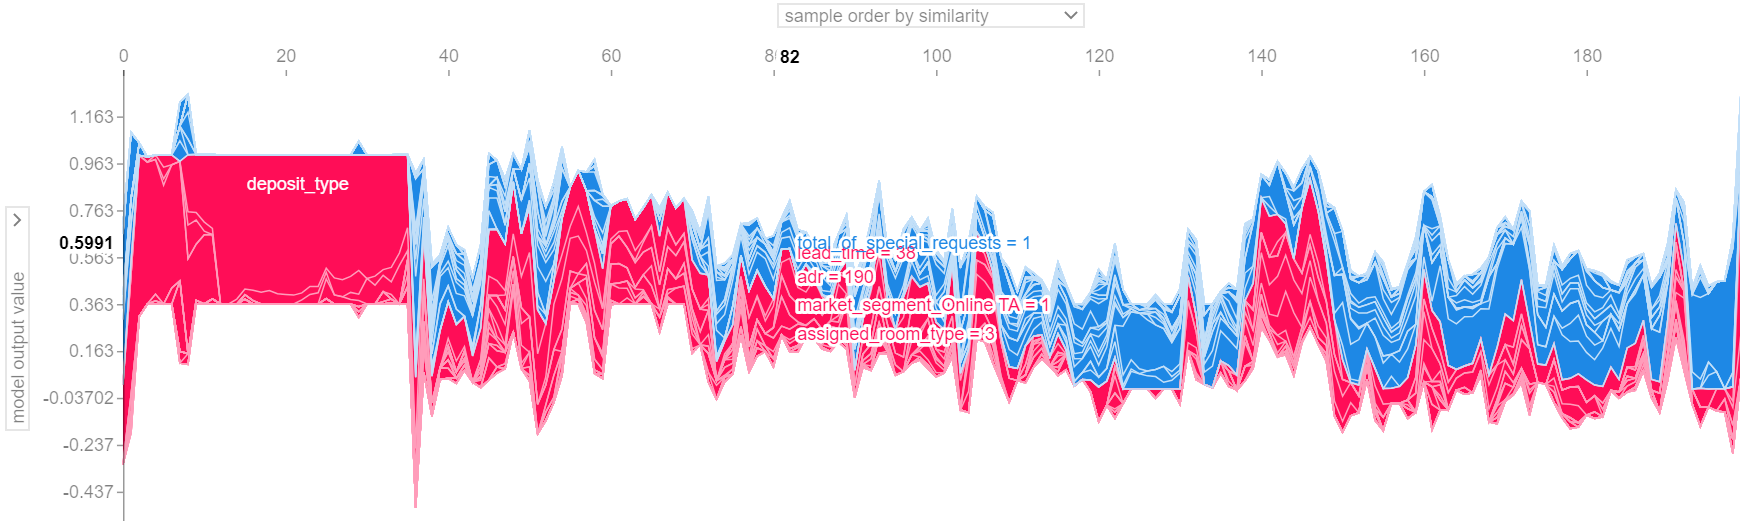 sample order by similarity
0 20 40 60 8 82 100 120 140 160 180
1.163
0.963
deposit_type
0.763
0.5991
total_of_special_requests = 1
lead_time = 38
0.563
adr = 190
0.363
market_segment_Online TA = 1
assigned_room_type = 3
0.163
model output value
-0.03702
-0.237
-0.437